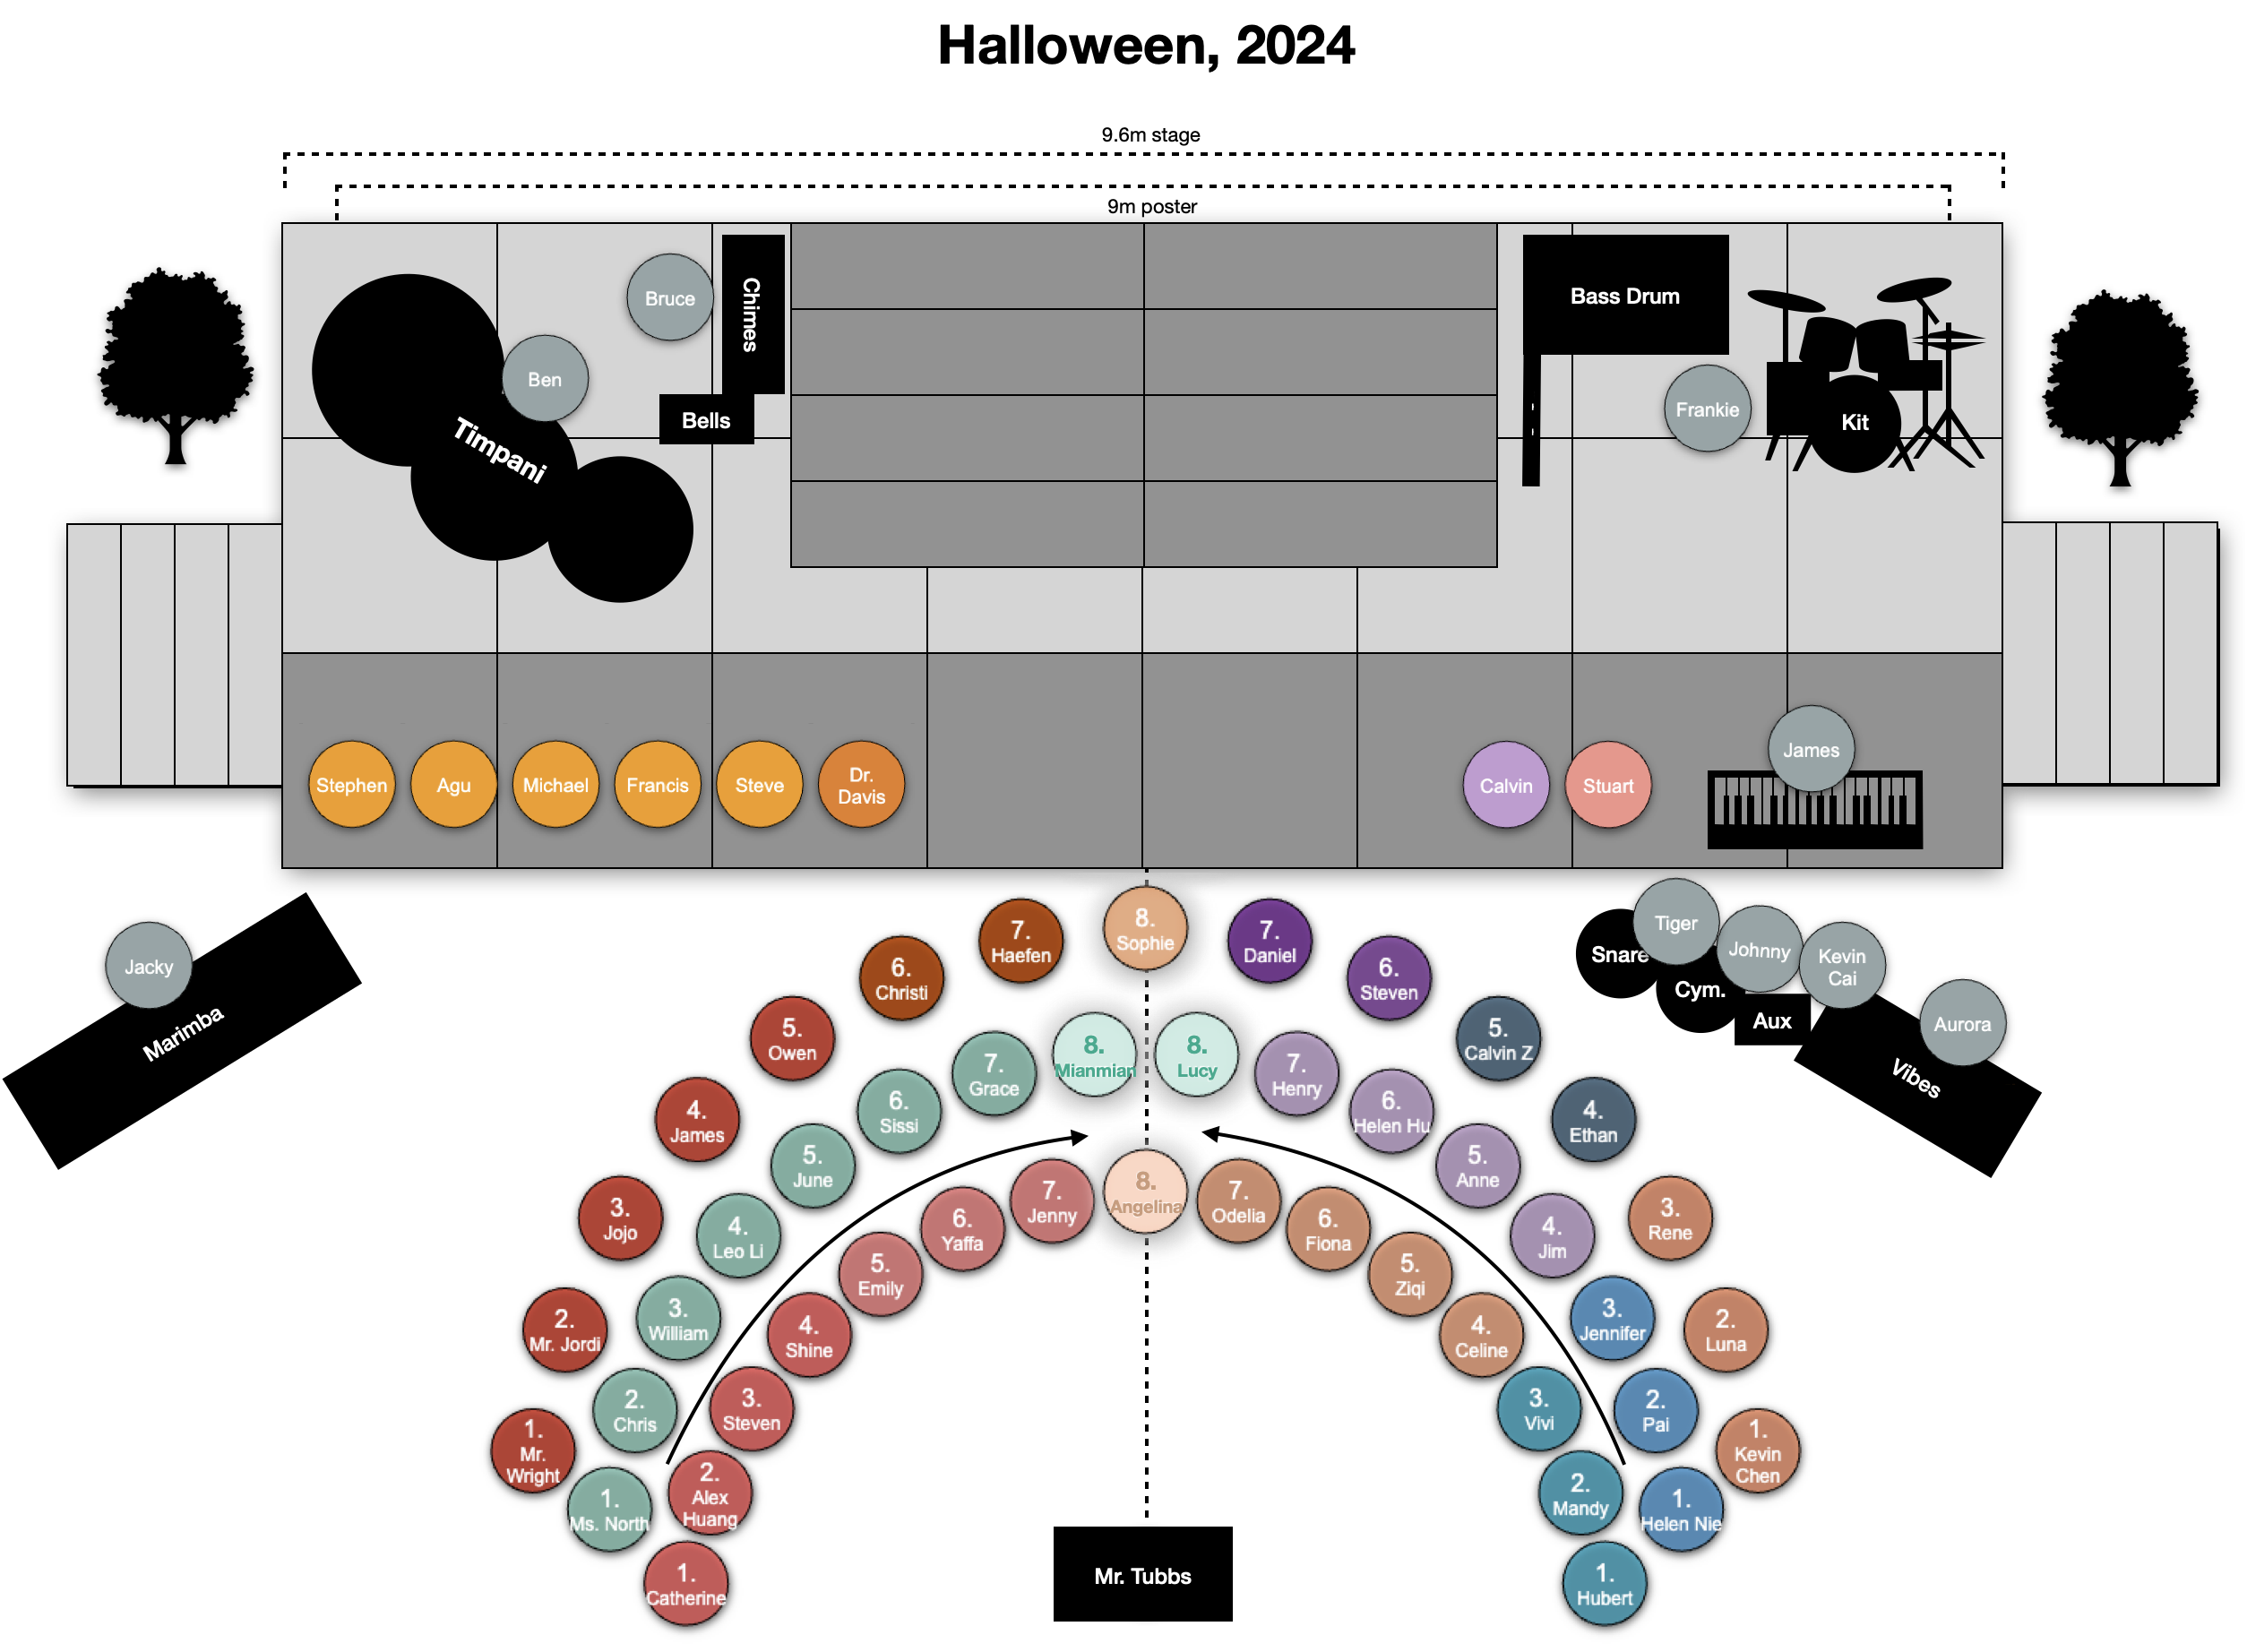 Halloween, 2024
9.6m stage
9m poster
Bruce
Chimes
Bass Drum
Ben
Bells
Timpani
Frankie
Kit
James
Stephen
Agu
Michael
Francis
Steve
Dr.
Davis
Calvin
Stuart
Jacky
Marimba
Snare
Tiger
Cym.
Johnny
Aux
Kevin
Cai
Vibes
Aurora
1.
Mr.
Wright
2.
Mr. Jordi
3.
Jojo
4.
James
5.
Owen
6.
Christi
7.
Haefen
8.
Sophie
7.
Daniel
6.
Steven
5.
Calvin Z
4.
Ethan
3.
Rene
2.
Luna
1.
Kevin
Chen
1.
Ms. North
2.
Chris
3.
William
4.
Leo Li
5.
June
6.
Sissi
7.
Grace
8.
Mianmian
8.
Lucy
7.
Henry
6.
Helen Hu
5.
Anne
4.
Jim
3.
Jennifer
2.
Pai
1.
Helen Nie
1.
Catherine
2.
Alex
Huang
3.
Steven
4.
Shine
5.
Emily
6.
Yaffa
7.
Jenny
8.
Angelina
7.
Odelia
6.
Fiona
5.
Ziqi
4.
Celine
3.
Vivi
2.
Mandy
1.
Hubert
Mr. Tubbs